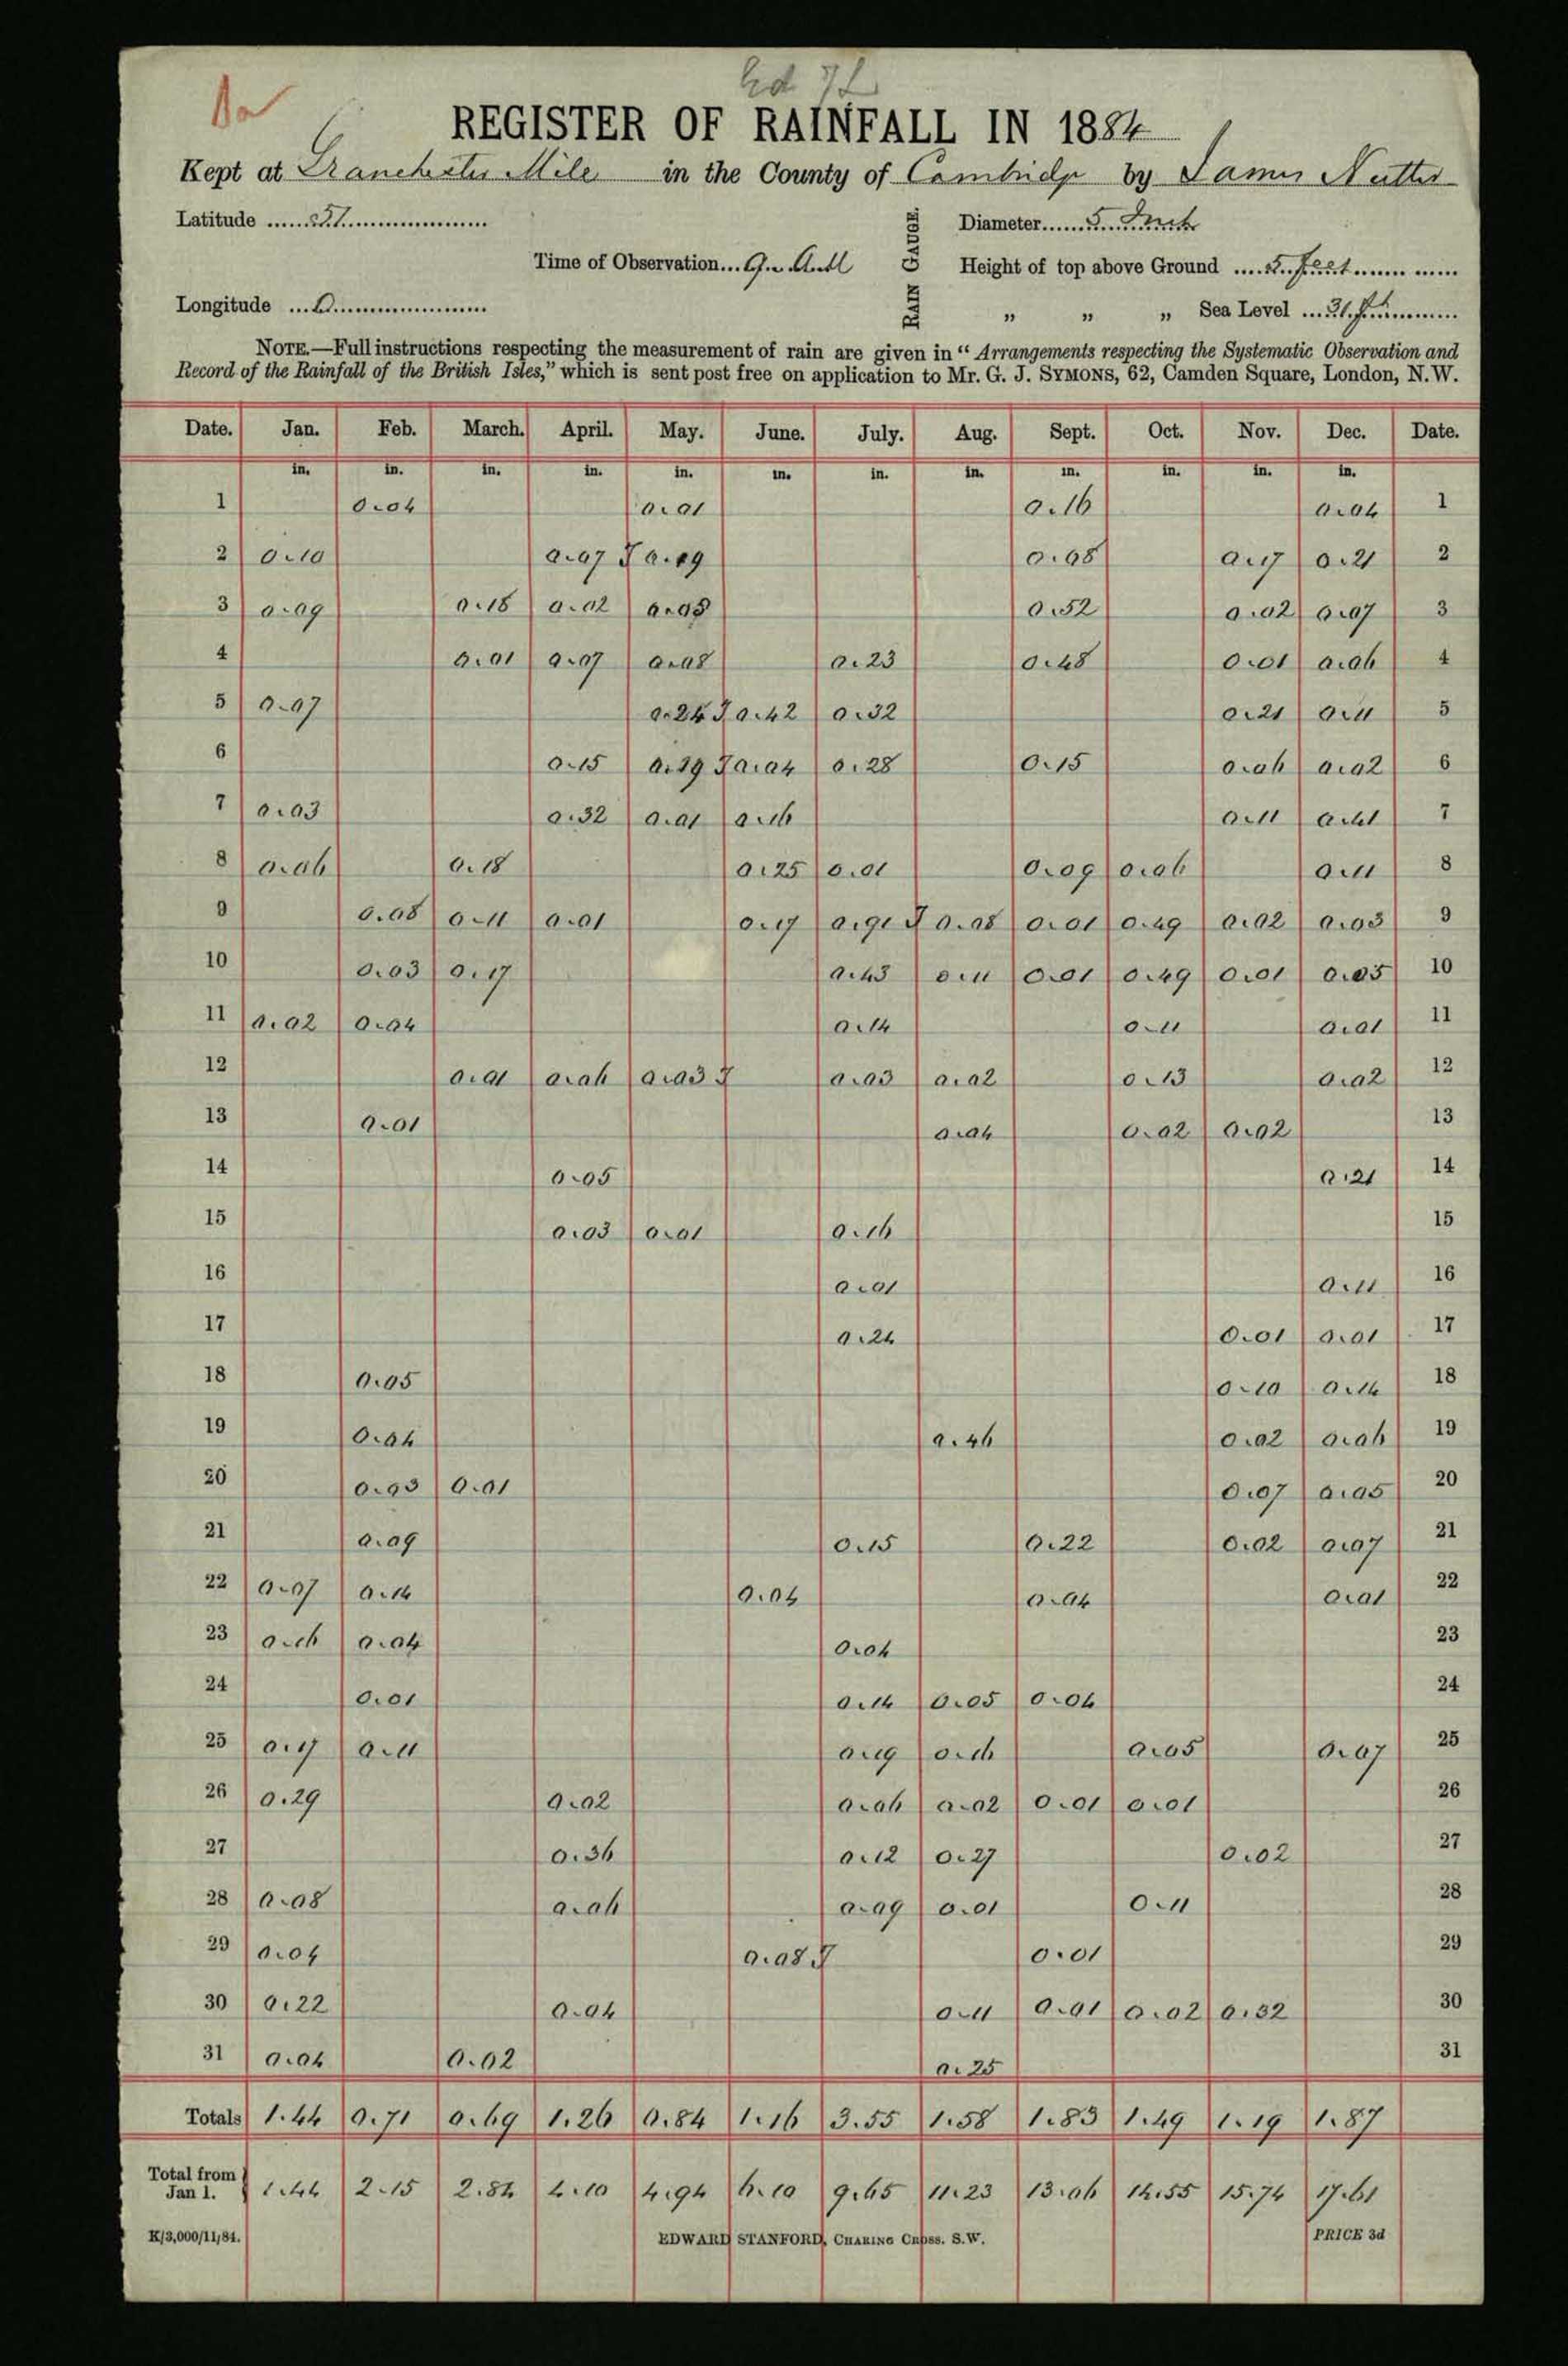 REGISTER OF RAINFALL IN 1884
Kept at Granchester Mile in the County of Cambridge by James Nutter
Latitude 51 Diameter 5 Inch
Time of Observation 9. A.M RAIN GAUGE. Height of top above Ground 5 feet
Longitude 0 „ „ „ Sea Level 31 ft
NOTE.—Full instructions respecting the measurement of rain are given in “Arrangements respecting the Systematic Observation and
Record of the Rainfall of the British Isles,” which is sent post free on application to Mr. G. J. SYMONS, 62, Camden Square, London, N.W.
Date. Jan. Feb. March. April. May. June. July. Aug. Sept. Oct. Nov. Dec. Date.
in. in. in. in. in. in. in. in. in. in. in. in.
1 0.04 0.01 0.16 0.04 1
2 0.10 0.07 T 0.19 0.08 0.17 0.21 2
3 0.09 0.18 0.02 0.08 0.52 0.02 0.07 3
4 0.01 0.07 0.08 0.23 0.48 0.01 0.06 4
5 0.07 0.24 T 0.42 0.32 0.21 0.11 5
6 0.15 0.19 T 0.04 0.28 0.15 0.06 0.02 6
7 0.03 0.32 0.01 0.16 0.11 0.41 7
8 0.06 0.18 0.25 0.01 0.09 0.06 0.11 8
9 0.08 0.11 0.01 0.17 0.91 T 0.08 0.01 0.49 0.02 0.03 9
10 0.03 0.17 0.43 0.11 0.01 0.49 0.01 0.05 10
11 0.02 0.04 0.14 0.11 0.01 11
12 0.01 0.06 0.03 T 0.03 0.02 0.13 0.02 12
13 0.01 0.04 0.02 0.02 13
14 0.05 0.21 14
15 0.03 0.01 0.16 15
16 0.01 0.11 16
17 0.24 0.01 0.01 17
18 0.05 0.10 0.14 18
19 0.04 0.46 0.02 0.06 19
20 0.03 0.01 0.07 0.05 20
21 0.09 0.15 0.22 0.02 0.07 21
22 0.07 0.14 0.04 0.04 0.01 22
23 0.16 0.04 0.04 23
24 0.01 0.14 0.05 0.04 24
25 0.17 0.11 0.19 0.16 0.05 0.07 25
26 0.29 0.02 0.06 0.02 0.01 0.01 26
27 0.36 0.12 0.27 0.02 27
28 0.08 0.06 0.09 0.01 0.11 28
29 0.04 0.08 T 0.01 29
30 0.22 0.04 0.11 0.01 0.02 0.32 30
31 0.04 0.02 0.25 31
Totals 1.44 0.71 0.69 1.26 0.84 1.16 3.55 1.58 1.83 1.49 1.19 1.87
Total from Jan 1. 1.44 2.15 2.84 4.10 4.94 6.10 9.65 11.23 13.06 14.55 15.74 17.61
K/3,000/11/84. EDWARD STANFORD, CHARING CROSS. S.W. PRICE 3d